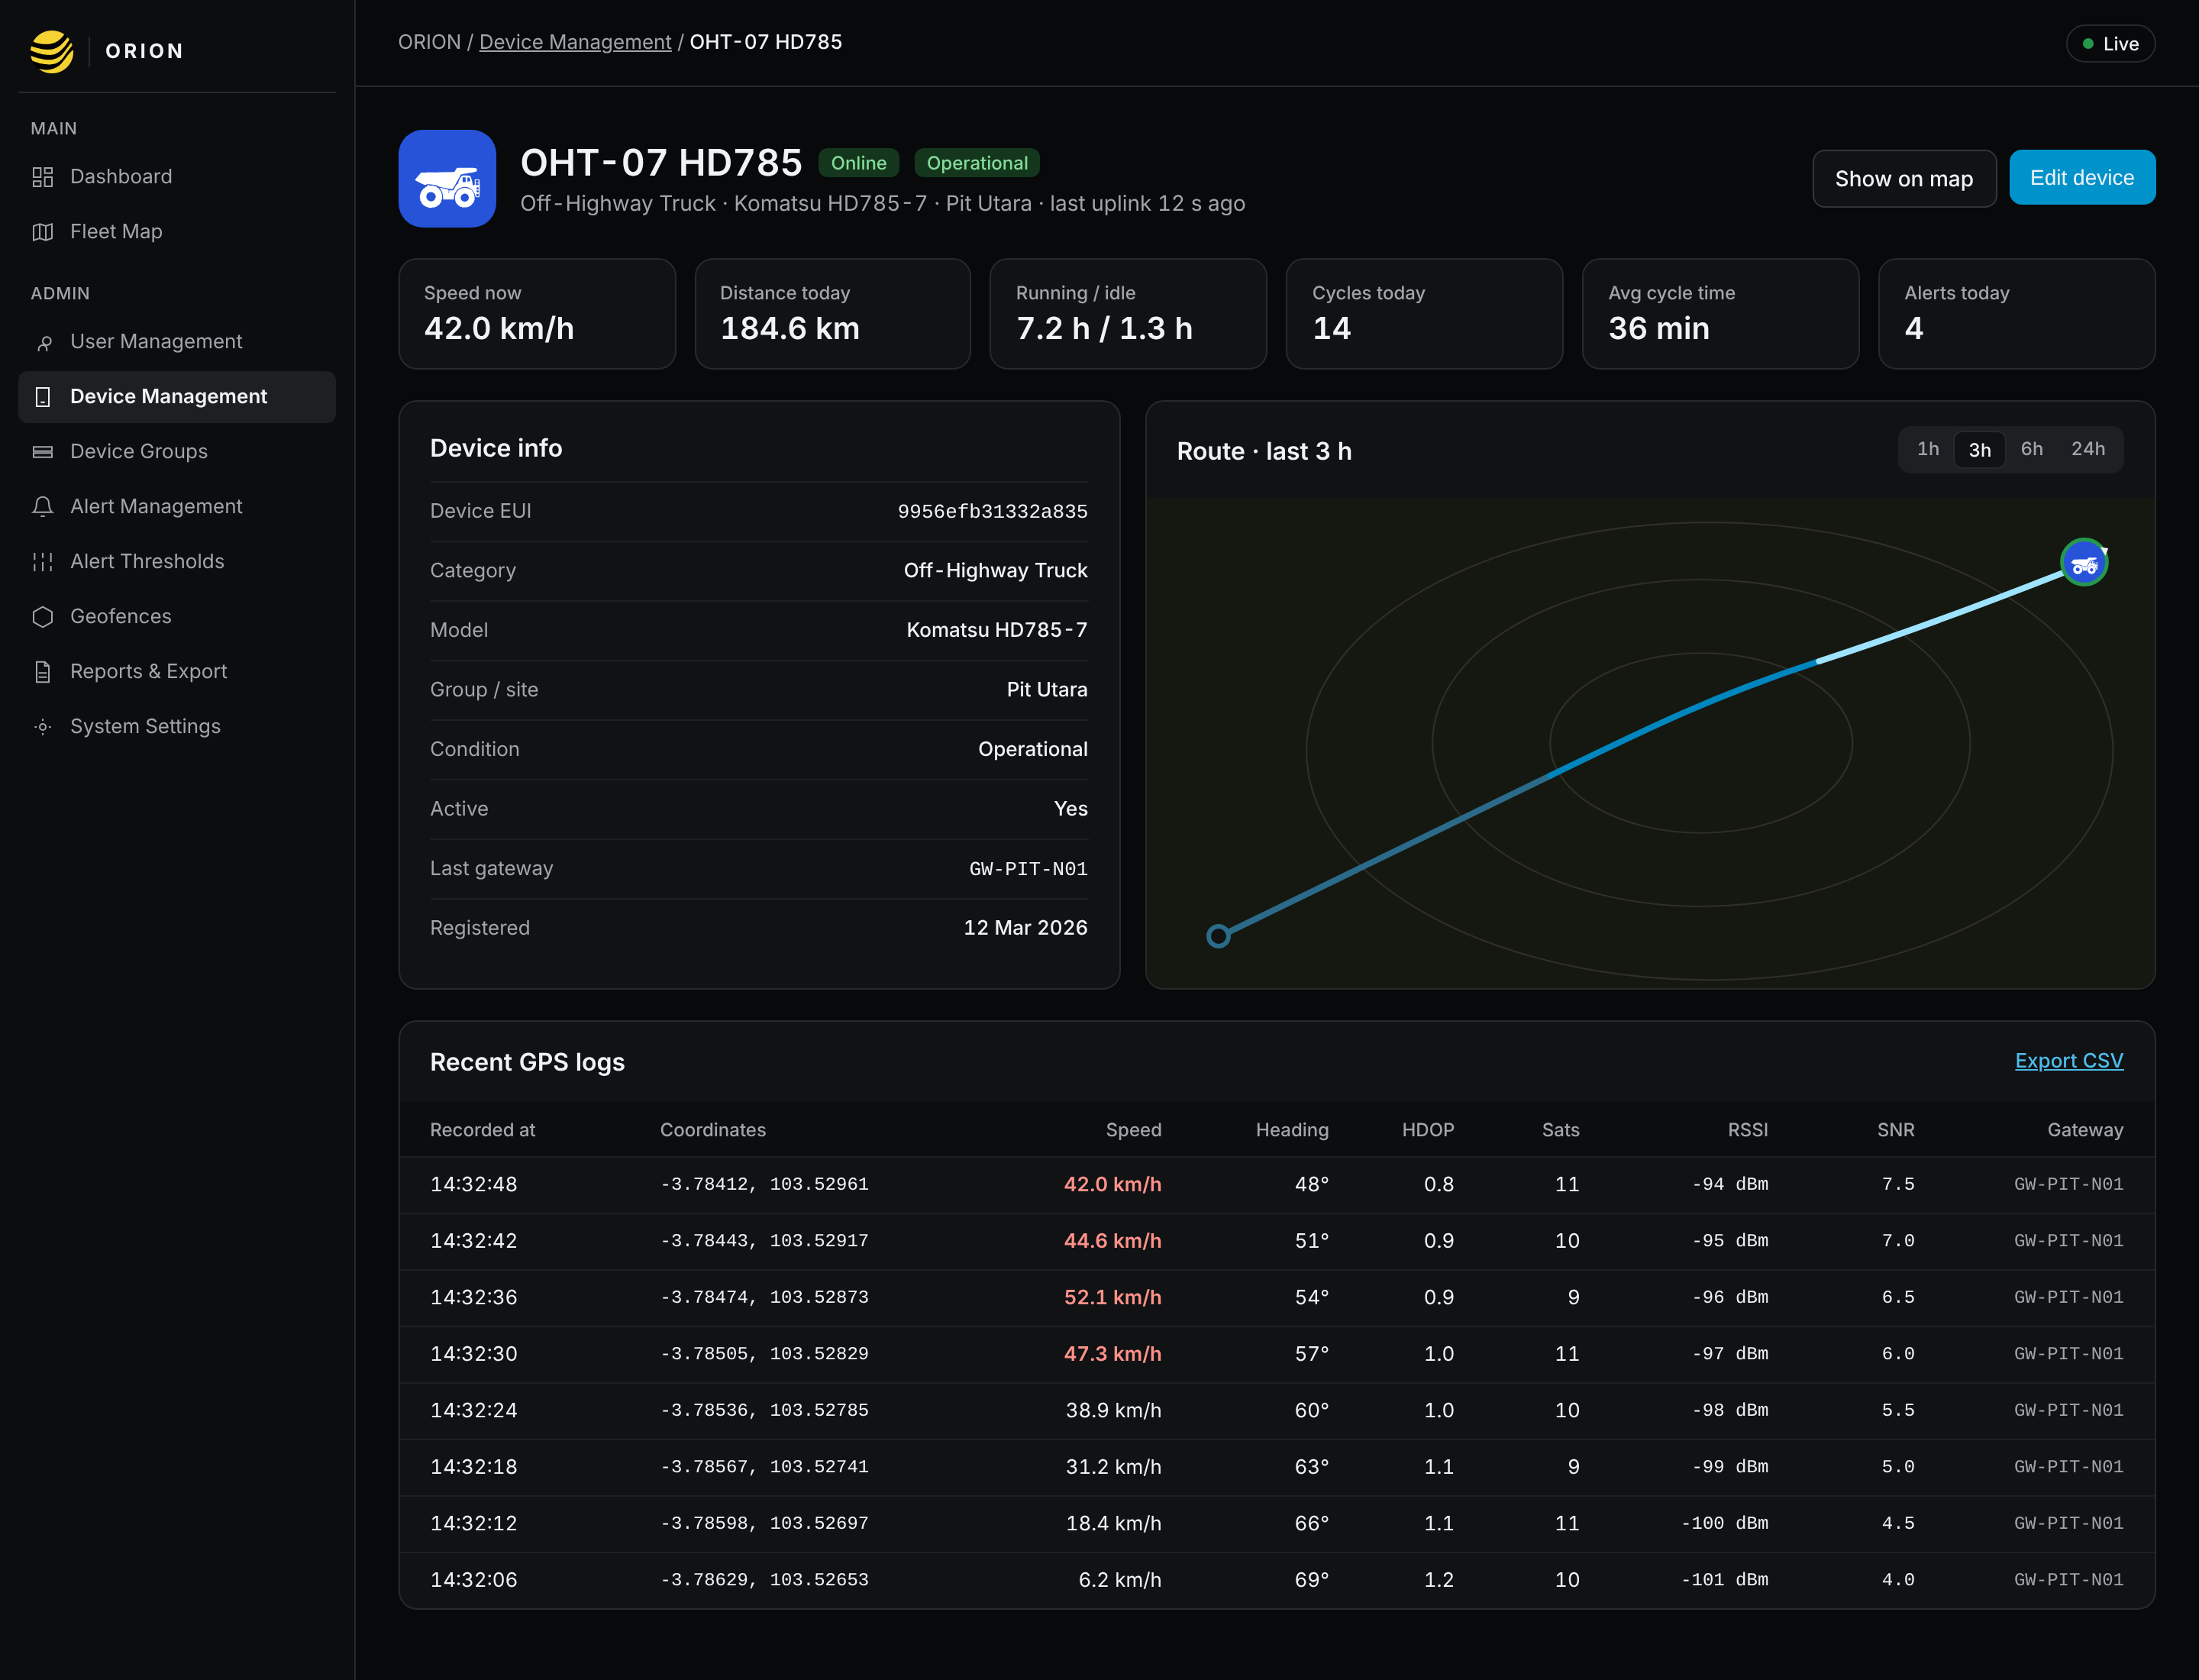 ORION
MAIN
Dashboard
Fleet Map
ADMIN
User Management
Device Management
Device Groups
Alert Management
Alert Thresholds
Geofences
Reports & Export
System Settings
ORION / Device Management / OHT-07 HD785
Live
OHT-07 HD785 Online Operational
Off-Highway Truck · Komatsu HD785-7 · Pit Utara · last uplink 12 s ago
Show on map Edit device
Speed now
42.0 km/h
Distance today
184.6 km
Running / idle
7.2 h / 1.3 h
Cycles today
14
Avg cycle time
36 min
Alerts today
4
Device info
Device EUI 9956efb31332a835
Category Off-Highway Truck
Model Komatsu HD785-7
Group / site Pit Utara
Condition Operational
Active Yes
Last gateway GW-PIT-N01
Registered 12 Mar 2026
Route · last 3 h 1h 3h 6h 24h
Recent GPS logs Export CSV
Recorded at Coordinates Speed Heading HDOP Sats RSSI SNR Gateway
14:32:48 -3.78412, 103.52961 42.0 km/h 48° 0.8 11 -94 dBm 7.5 GW-PIT-N01
14:32:42 -3.78443, 103.52917 44.6 km/h 51° 0.9 10 -95 dBm 7.0 GW-PIT-N01
14:32:36 -3.78474, 103.52873 52.1 km/h 54° 0.9 9 -96 dBm 6.5 GW-PIT-N01
14:32:30 -3.78505, 103.52829 47.3 km/h 57° 1.0 11 -97 dBm 6.0 GW-PIT-N01
14:32:24 -3.78536, 103.52785 38.9 km/h 60° 1.0 10 -98 dBm 5.5 GW-PIT-N01
14:32:18 -3.78567, 103.52741 31.2 km/h 63° 1.1 9 -99 dBm 5.0 GW-PIT-N01
14:32:12 -3.78598, 103.52697 18.4 km/h 66° 1.1 11 -100 dBm 4.5 GW-PIT-N01
14:32:06 -3.78629, 103.52653 6.2 km/h 69° 1.2 10 -101 dBm 4.0 GW-PIT-N01